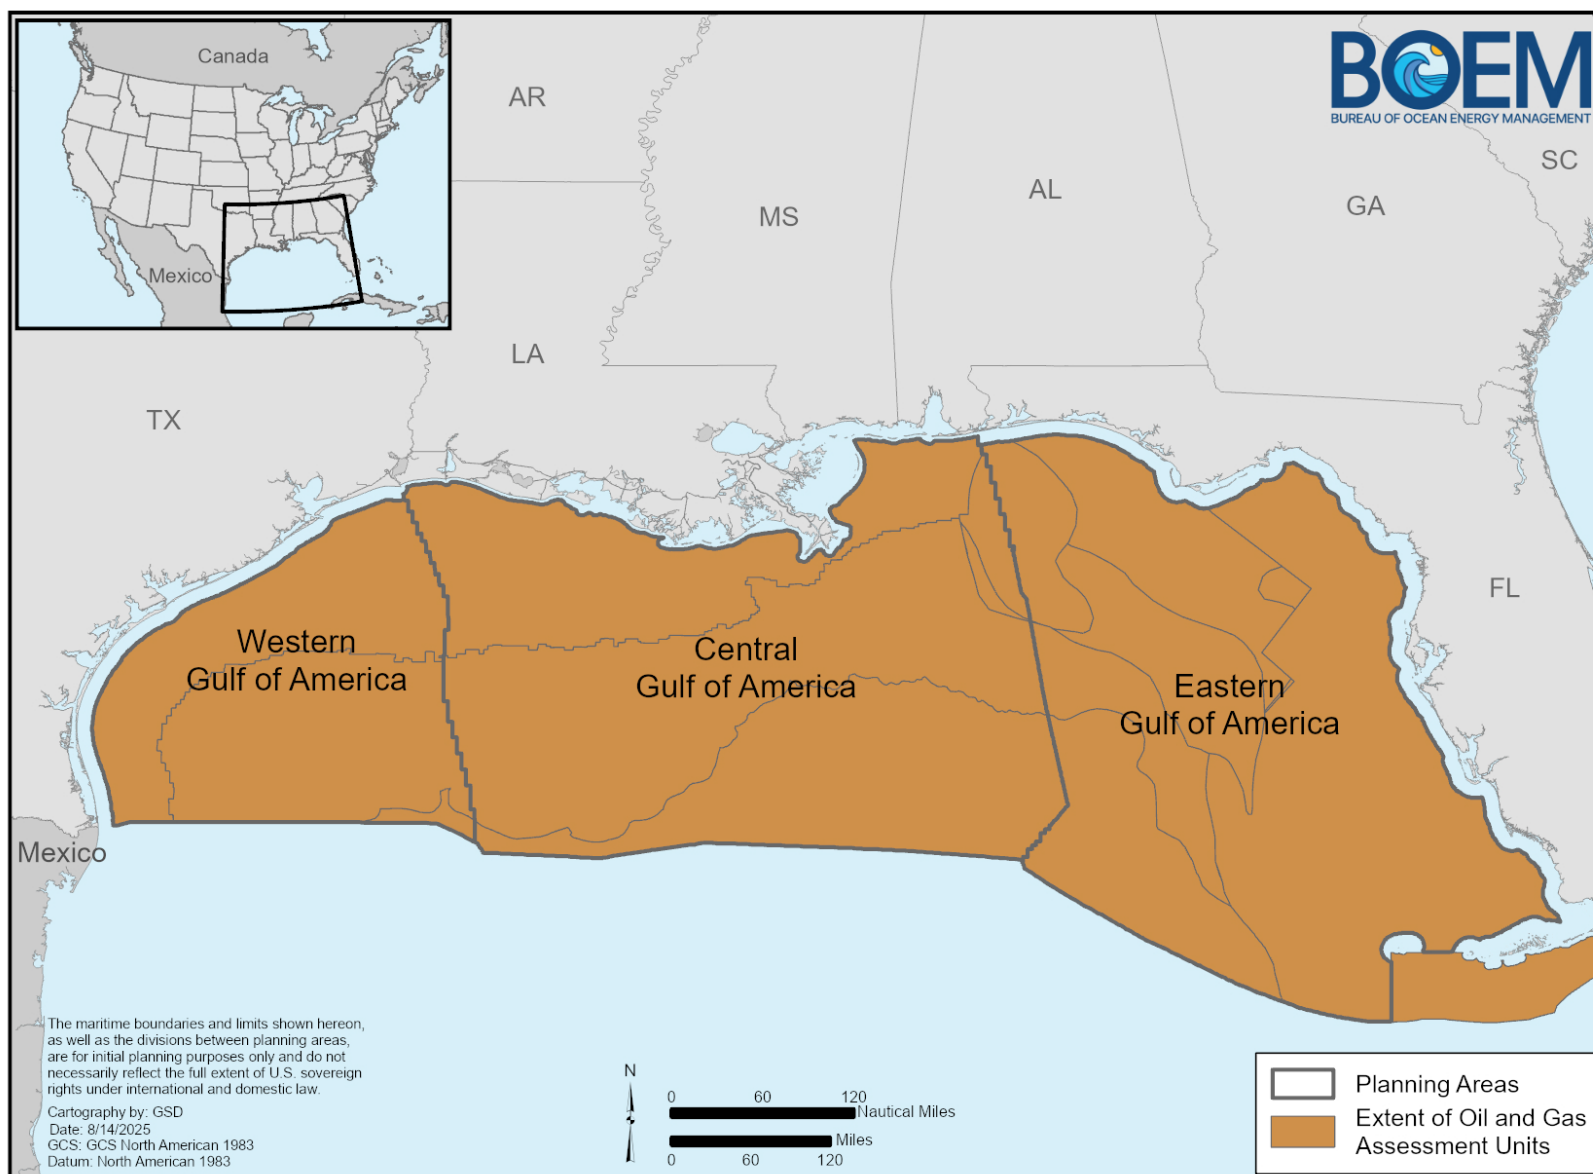 Canada
Mexico
BOEM
BUREAU OF OCEAN ENERGY MANAGEMENT
AR
SC
MS
AL
GA
LA
TX
FL
Western
Gulf of America
Central
Gulf of America
Eastern
Gulf of America
Mexico
The maritime boundaries and limits shown hereon,
as well as the divisions between planning areas,
are for initial planning purposes only and do not
necessarily reflect the full extent of U.S. sovereign
rights under international and domestic law.
Cartography by: GSD
Date: 8/14/2025
GCS: GCS North American 1983
Datum: North American 1983
N
0 60 120
Nautical Miles
Miles
0 60 120
Planning Areas
Extent of Oil and Gas
Assessment Units